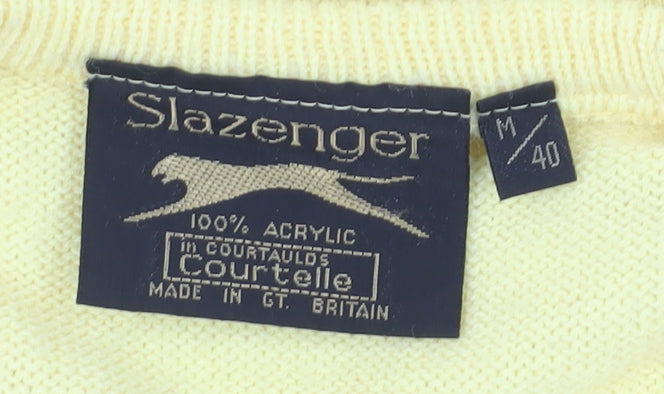 Slazenger
100% ACRYLIC
in COURTAULDS
Courtelle
MADE IN GT. BRITAIN
M/40